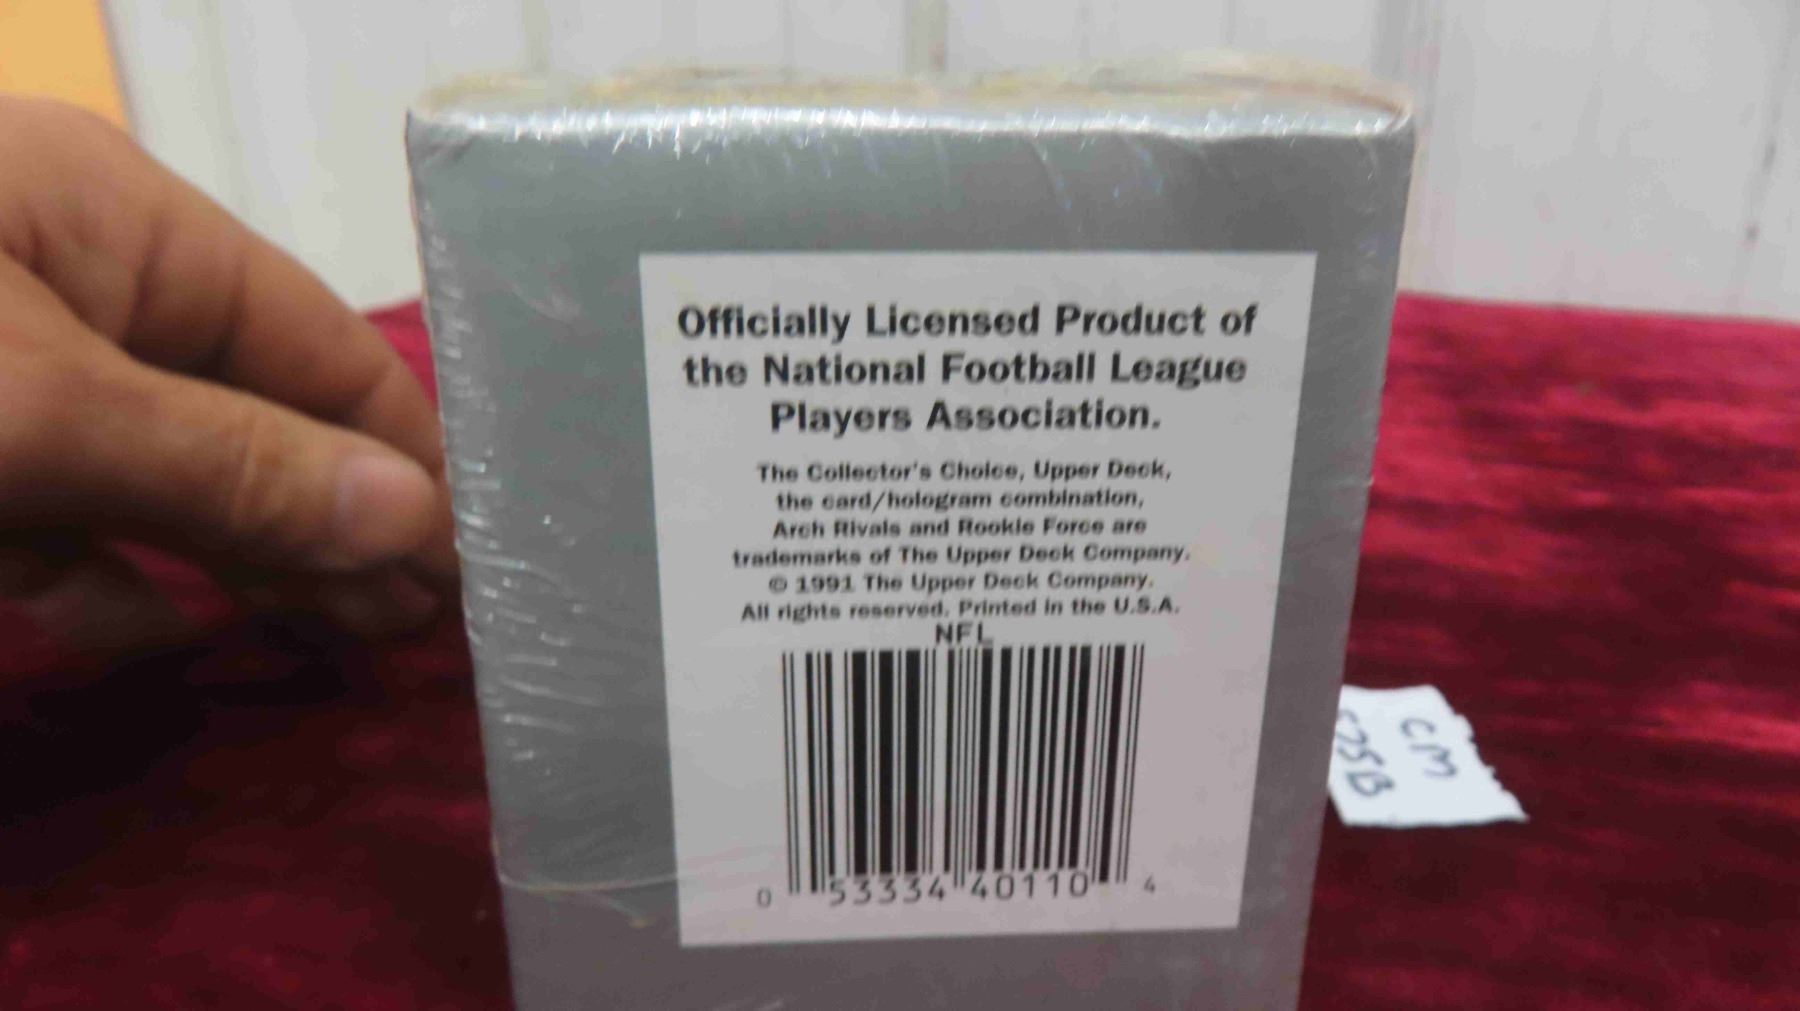 Officially Licensed Product of
the National Football League
Players Association.
The Collector's Choice, Upper Deck,
the card/hologram combination,
Arch Rivals and Rookie Force are
trademarks of The Upper Deck Company.
© 1991 The Upper Deck Company.
All rights reserved. Printed in the U.S.A.
NFL
0 53334 40110 4
CM